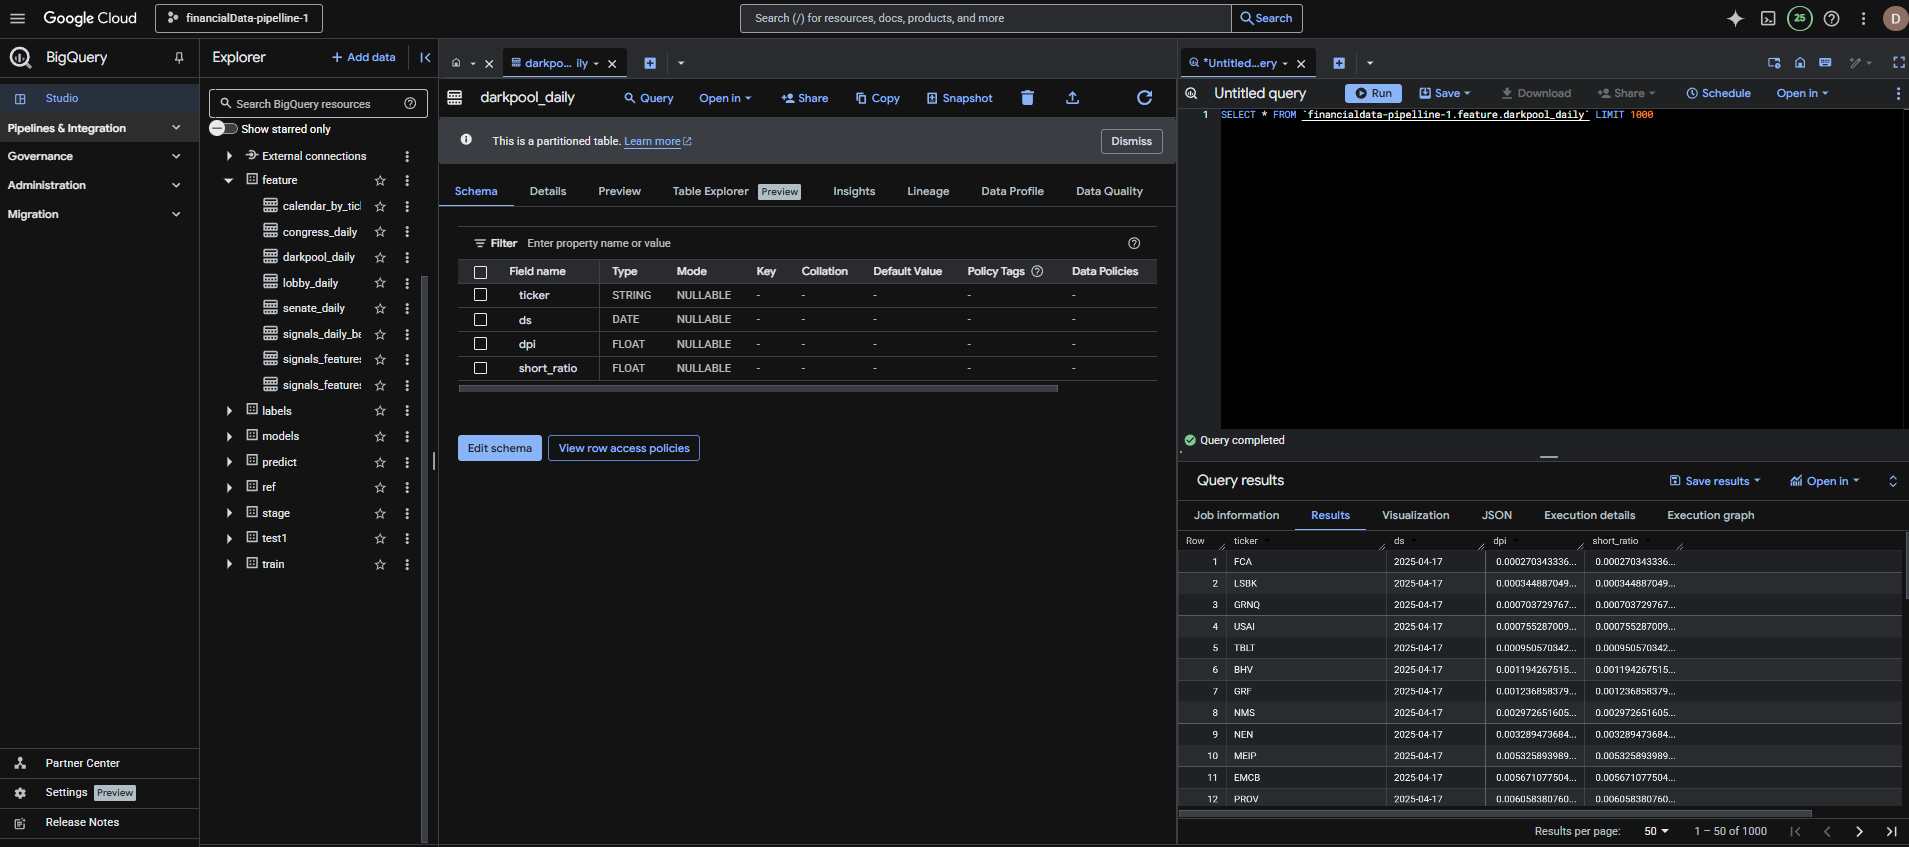 Google Cloud
financialData-pipelline-1
Search (/) for resources, docs, products, and more
Search
25
D
BigQuery
Studio
Pipelines & Integration
Governance
Administration
Migration
Partner Center
Settings Preview
Release Notes
Explorer
Add data
Search BigQuery resources
Show starred only
External connections
feature
calendar_by_tic
congress_daily
darkpool_daily
lobby_daily
senate_daily
signals_daily_ba
signals_features
signals_features
labels
models
predict
ref
stage
test1
train
darkpo... ily
darkpool_daily
Query
Open in
Share
Copy
Snapshot
This is a partitioned table. Learn more
Dismiss
Schema Details Preview Table Explorer Preview Insights Lineage Data Profile Data Quality
Filter Enter property name or value
Field name Type Mode Key Collation Default Value Policy Tags Data Policies
ticker STRING NULLABLE - - - - -
ds DATE NULLABLE - - - - -
dpi FLOAT NULLABLE - - - - -
short_ratio FLOAT NULLABLE - - - - -
Edit schema View row access policies
*Untitled...ery
Untitled query
Run
Save
Download
Share
Schedule
Open in
1 SELECT * FROM `financialdata-pipelline-1.feature.darkpool_daily` LIMIT 1000
Query completed
Query results
Save results
Open in
Job information Results Visualization JSON Execution details Execution graph
Row ticker ds dpi short_ratio
1 FCA 2025-04-17 0.000270343336... 0.000270343336...
2 LSBK 2025-04-17 0.000344887049... 0.000344887049...
3 GRNQ 2025-04-17 0.000703729767... 0.000703729767...
4 USAI 2025-04-17 0.000755287009... 0.000755287009...
5 TBLT 2025-04-17 0.000950570342... 0.000950570342...
6 BHV 2025-04-17 0.001194267515... 0.001194267515...
7 GRF 2025-04-17 0.001236858379... 0.001236858379...
8 NMS 2025-04-17 0.002972651605... 0.002972651605...
9 NEN 2025-04-17 0.003289473684... 0.003289473684...
10 MEIP 2025-04-17 0.005325893989... 0.005325893989...
11 EMCB 2025-04-17 0.005671077504... 0.005671077504...
12 PROV 2025-04-17 0.006058380760... 0.006058380760...
Results per page: 50 1 – 50 of 1000